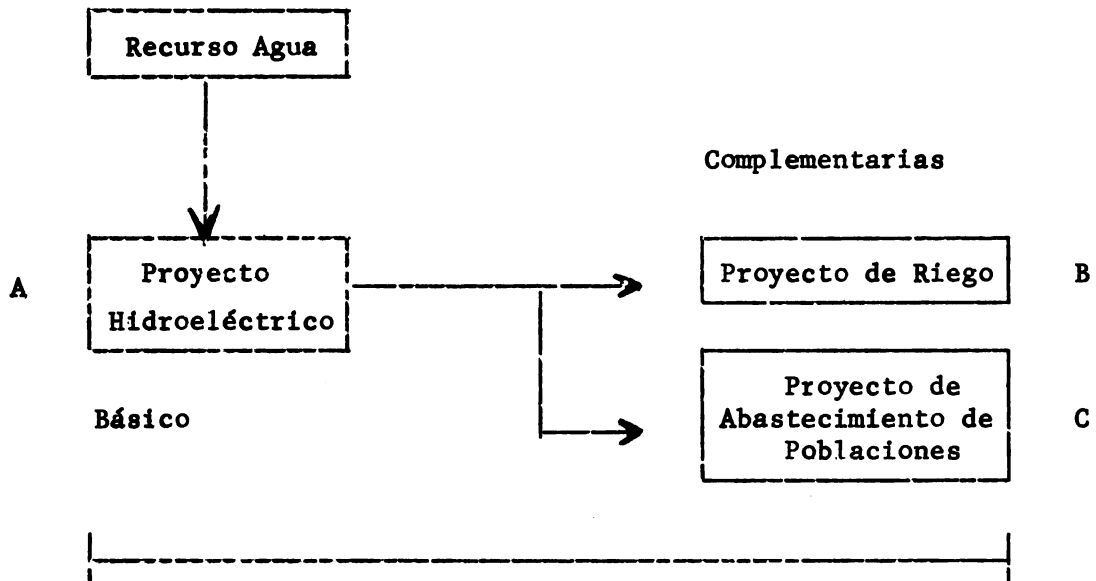 Recurso Agua
Complementarias
A
Proyecto
Hidroeléctrico
Proyecto de Riego
B
Básico
Proyecto de
Abastecimiento de
Poblaciones
C